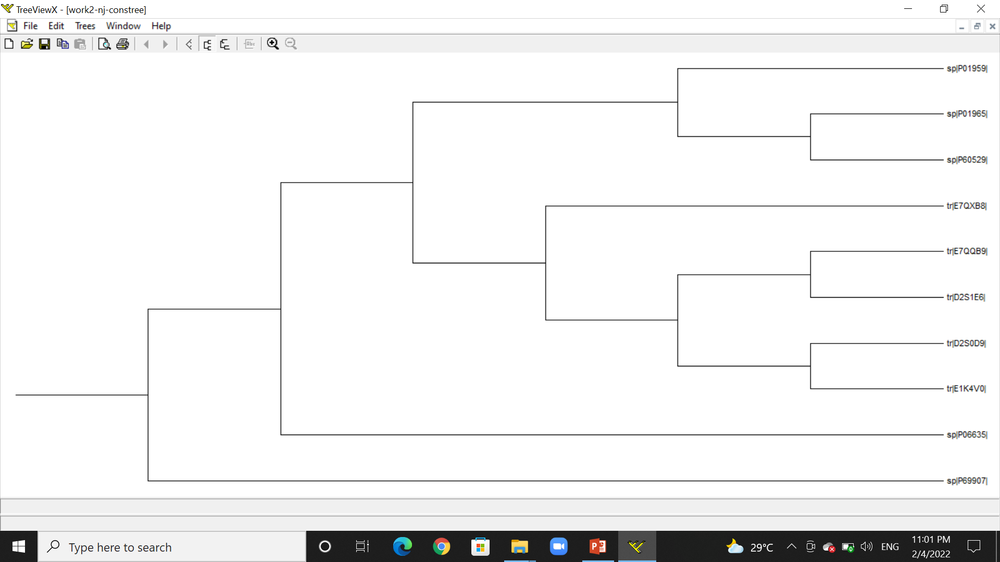 TreeViewX - [work2-nj-constree]
File Edit Trees Window Help
Abc
sp|P01959|
sp|P01965|
sp|P60529|
tr|E7QXB8|
tr|E7QQB9|
tr|D2S1E6|
tr|D2S0D9|
tr|E1K4V0|
sp|P06635|
sp|P69907|
Type here to search
29°C
ENG
11:01 PM
2/4/2022